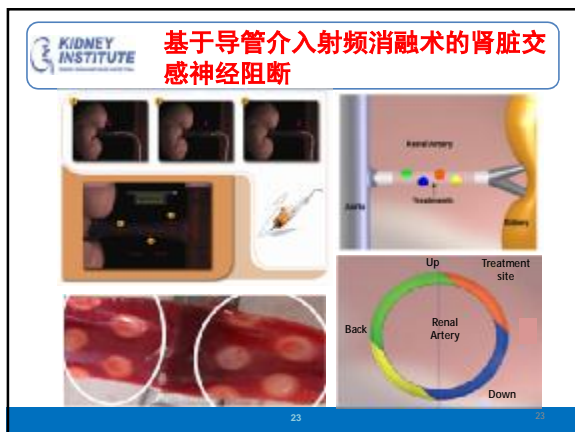 KIDNEY
INSTITUTE
基于导管介入射频消融术的肾脏交
感神经阻断
Renal Artery
Aorta
Treatments
Kidney
Up
Treatment
site
Back
Renal
Artery
Down
23
23